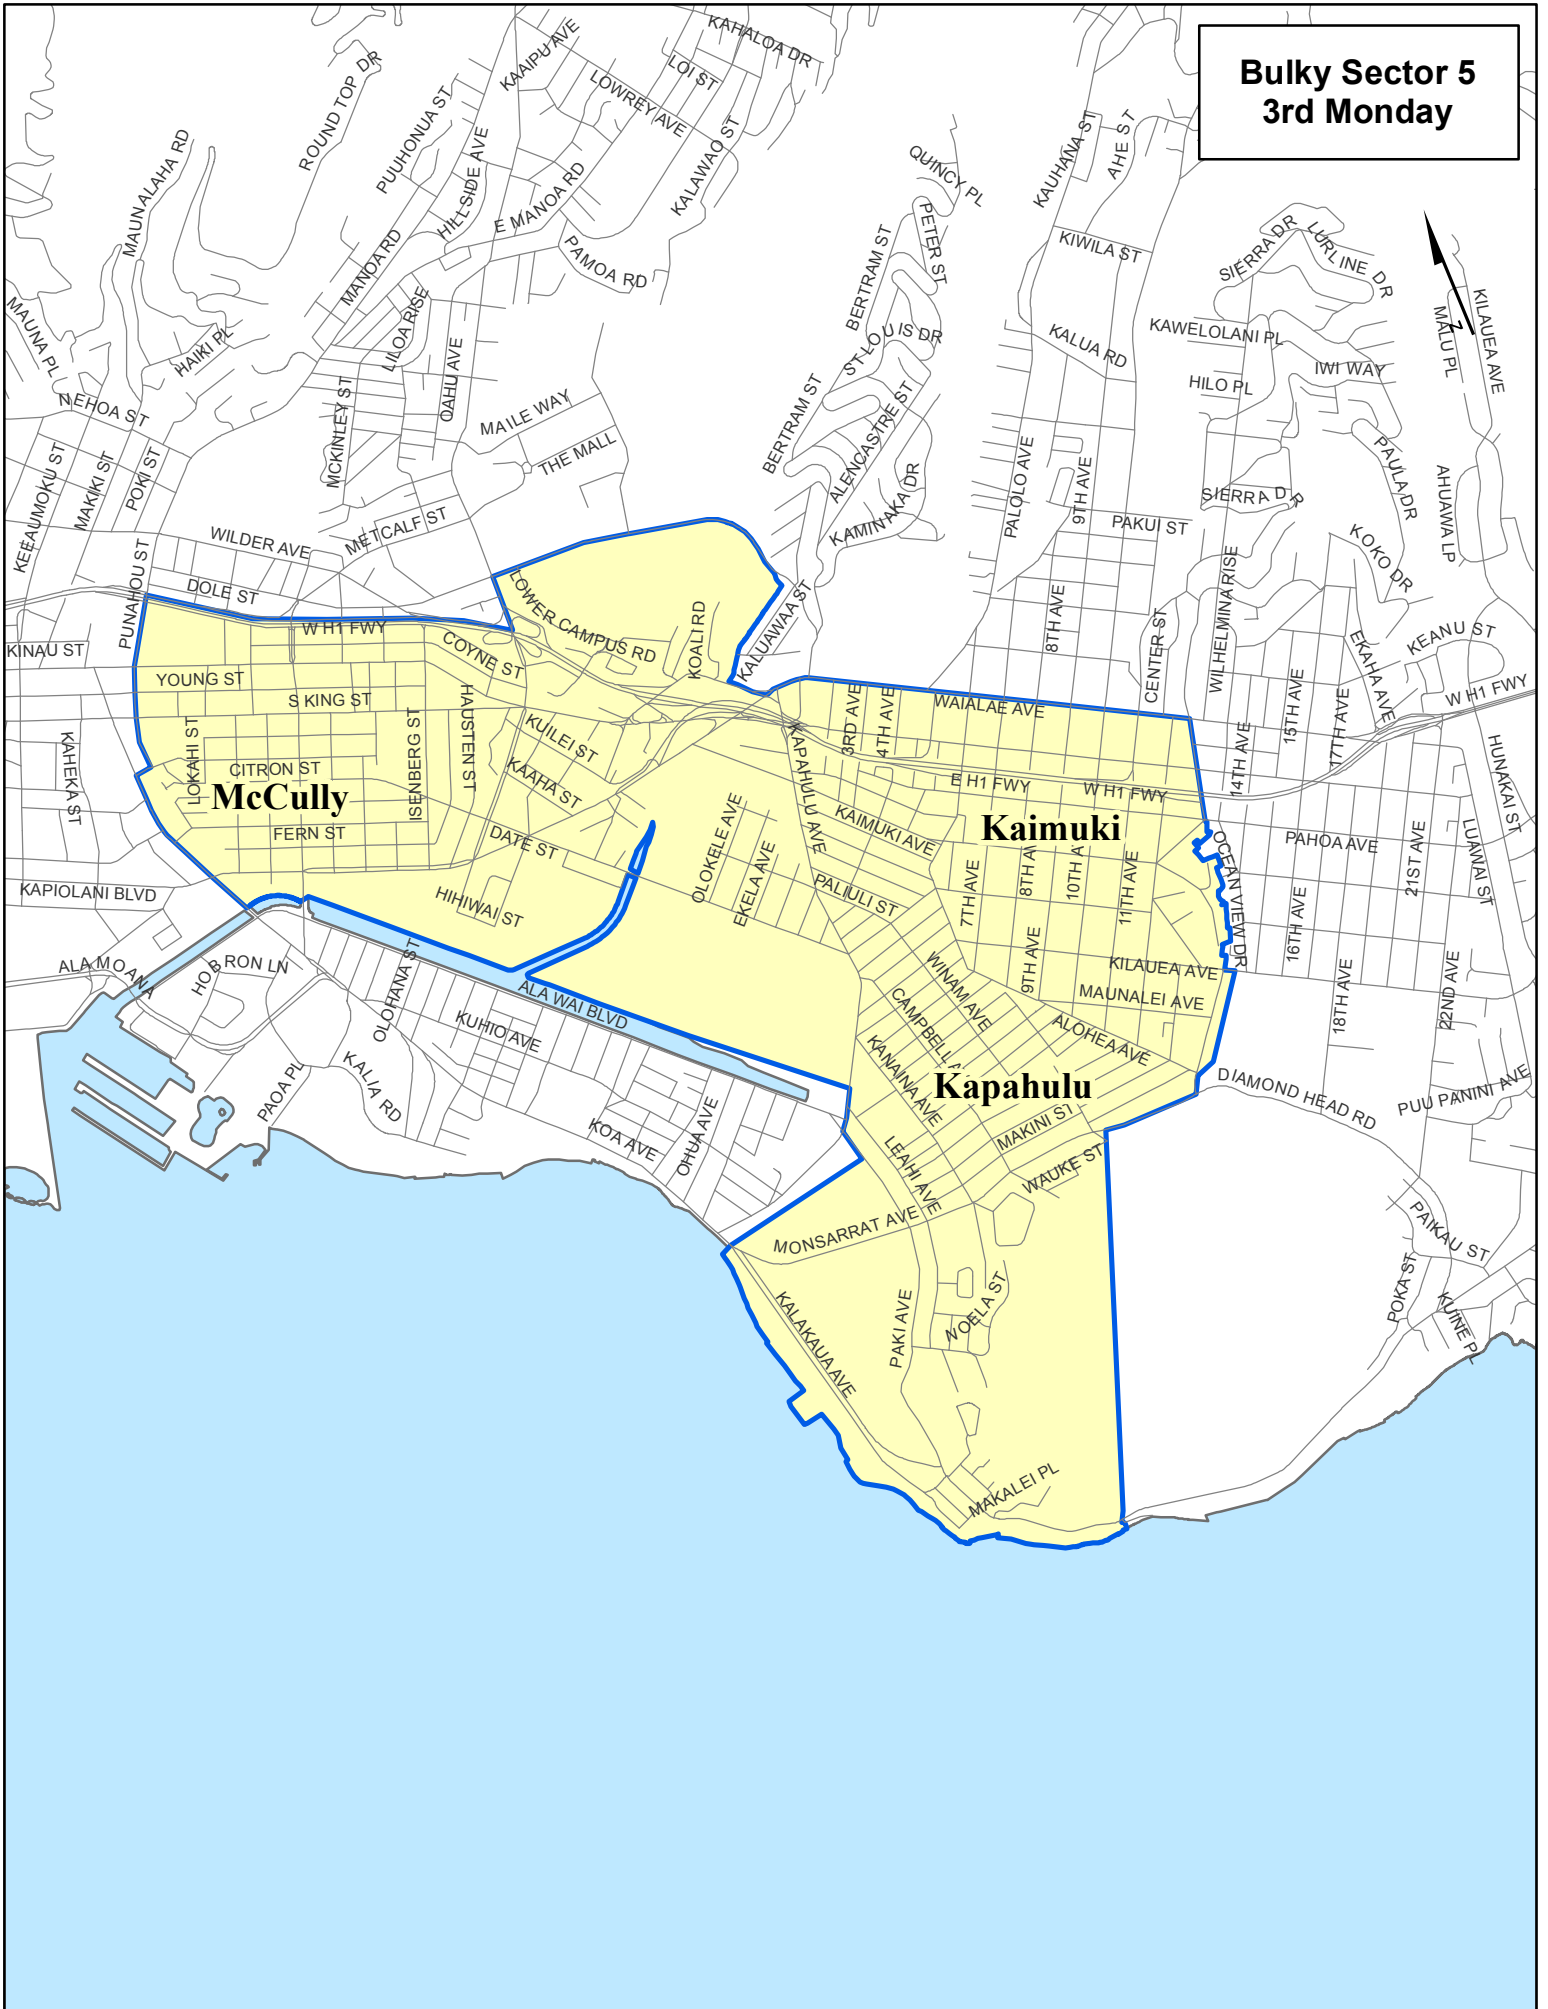 Bulky Sector 5
3rd Monday
KAHALOA DR
KAAIPU AVE
LOI ST
LOWREY AVE
ROUND TOP DR
PUUHONUA ST
MAUNALAHA RD
HILLSIDE AVE
E MANOA RD
KALAWAO ST
QUINCY PL
KAUHANA ST
AHE ST
PETER ST
BERTRAM ST
MANOA RD
PAMOA RD
KIWILA ST
SIERRA DR
LURLINE DR
KILAUEA AVE
MALU PL
N
MAUNA PL
HAIKI PL
LILOA RISE
OAHU AVE
ST LOUIS DR
KALUA RD
KAWELOLANI PL
IWI WAY
HILO PL
NEHOA ST
MCKINLEY ST
MAILE WAY
THE MALL
BERTRAM ST
ALENCASTRE ST
KAMINAKA DR
PALOLO AVE
9TH AVE
PAKUI ST
SIERRA DR
PAULA DR
AHUAWA LP
KOKO DR
KEEAUMOKU ST
MAKIKI ST
POKI ST
WILDER AVE
METCALF ST
PUNAHOU ST
DOLE ST
LOWER CAMPUS RD
KOALI RD
KALUAWAA ST
8TH AVE
CENTER ST
WILHELMINA RISE
EKAHA AVE
KEANU ST
KINAU ST
W H1 FWY
COYNE ST
YOUNG ST
S KING ST
WAIALAE AVE
15TH AVE
17TH AVE
W H1 FWY
3RD AVE
4TH AVE
14TH AVE
KAHEKA ST
LOKAHI ST
CITRON ST
ISENBERG ST
HAUSTEN ST
KUILEI ST
KAAHA ST
KAPAHULU AVE
E H1 FWY
W H1 FWY
HUNAKAI ST
McCully
FERN ST
DATE ST
OLOKELE AVE
EKELA AVE
KAIMUKI AVE
Kaimuki
PAHOA AVE
21ST AVE
LUAWAI ST
OCEAN VIEW DR
KAPIOLANI BLVD
HIHIWAI ST
PALIULI ST
7TH AVE
8TH AV
10TH A
11TH AVE
16TH AVE
ALA MOANA
HOBRON LN
OLOHANA ST
ALA WAI BLVD
WINAM AVE
9TH AVE
KILAUEA AVE
MAUNALEI AVE
18TH AVE
22ND AVE
KUHIO AVE
CAMPBELL A
ALOHEA AVE
KANAINA AVE
Kapahulu
PAOA PL
KALIA RD
KOA AVE
OHUA AVE
DIAMOND HEAD RD
PUU PANINI AVE
LEAHI AVE
MAKINI ST
WAUKE ST
MONSARRAT AVE
PAIKAU ST
POKA ST
KUINE PL
KALAKAUA AVE
PAKI AVE
NOELA ST
MAKALEI PL